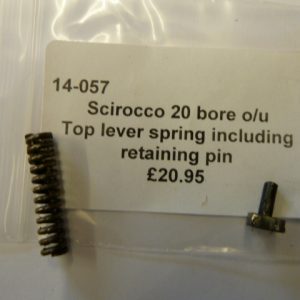 14-057
Scirocco 20 bore o/u
Top lever spring including
retaining pin
£20.95